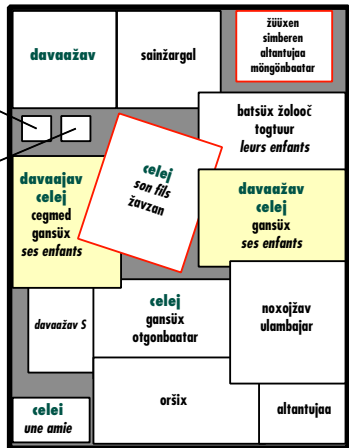 davaažav
sainžargal
žüüxen
simberen
altantujaa
möngönbaatar
batsüx žolooč
togtuur
leurs enfants
celej
son fils
žavzan
davaajav
celej
cegmed
gansüx
ses enfants
davaažav
celej
gansüx
ses enfants
davaažav S
celej
gansüx
otgonbaatar
noxojžav
ulambajar
oršix
celei
une amie
altantujaa